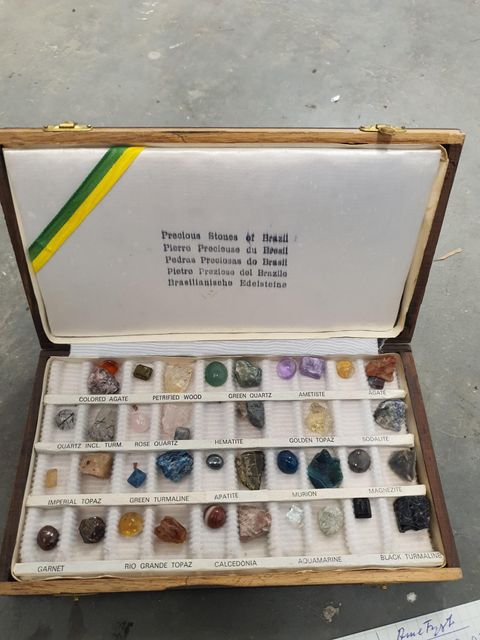 Precious Stones of Brazil
Pierre Precieuse du Bresil
Pedras Preciosas do Brasil
Pietre Preziose del Brazile
Brasilianische Edelsteine
COLORED AGATE PETRIFIED WOOD GREEN QUARTZ AMETISTE AGATE
QUARTZ INCL. TURM. ROSE QUARTZ HEMATITE GOLDEN TOPAZ SODALITE
IMPERIAL TOPAZ GREEN TURMALINE APATITE MURION MAGNEZITE
GARNET RIO GRANDE TOPAZ CALCEDONIA AQUAMARINE BLACK TURMALINE